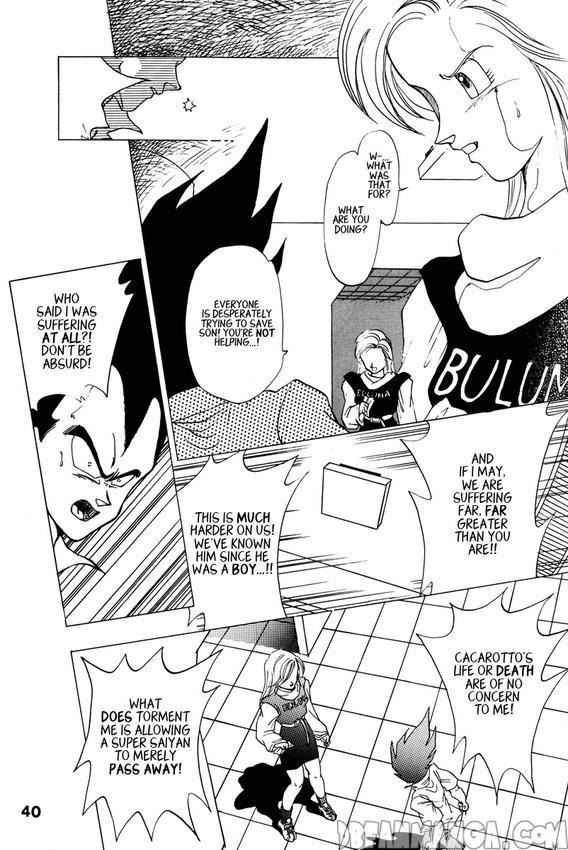 W-...
WHAT
WAS
THAT
FOR?
WHAT
ARE YOU
DOING?
EVERYONE
IS DESPERATELY
TRYING TO SAVE
SON! YOU'RE NOT
HELPING...!
BULUM
BULUMA
WHO
SAID I WAS
SUFFERING
AT ALL?!
DON'T BE
ABSURD!
AND
IF I MAY,
WE ARE
SUFFERING
FAR, FAR
GREATER
THAN YOU
ARE!!
THIS IS MUCH
HARDER ON US!
WE'VE KNOWN
HIM SINCE HE
WAS A BOY...!!
CACAROTTO'S
LIFE OR DEATH
ARE OF NO
CONCERN
TO ME!
WHAT
DOES TORMENT
ME IS ALLOWING
A SUPER SAIYAN
TO MERELY
PASS AWAY!
40
DREAMMANGA.COM